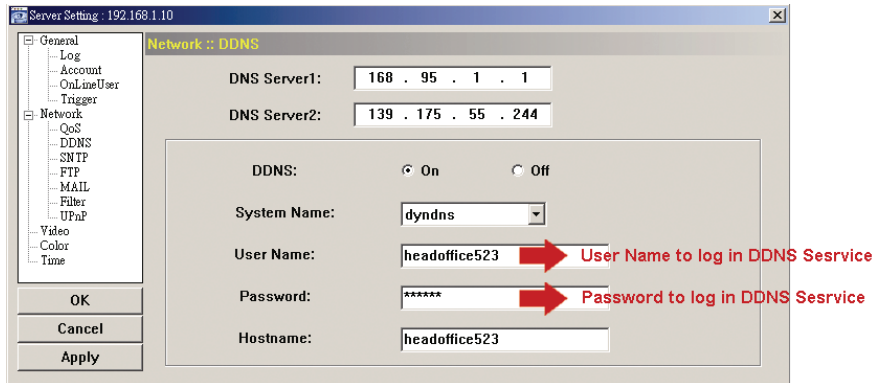 Server Setting : 192.168.1.10
General
Log
Account
OnLineUser
Trigger
Network
QoS
DDNS
SNTP
FTP
MAIL
Filter
UPnP
Video
Color
Time
OK
Cancel
Apply
Network :: DDNS
DNS Server1: 168 . 95 . 1 . 1
DNS Server2: 139 . 175 . 55 . 244
DDNS: On Off
System Name: dyndns
User Name: headoffice523 User Name to log in DDNS Sesrvice
Password: ****** Password to log in DDNS Sesrvice
Hostname: headoffice523